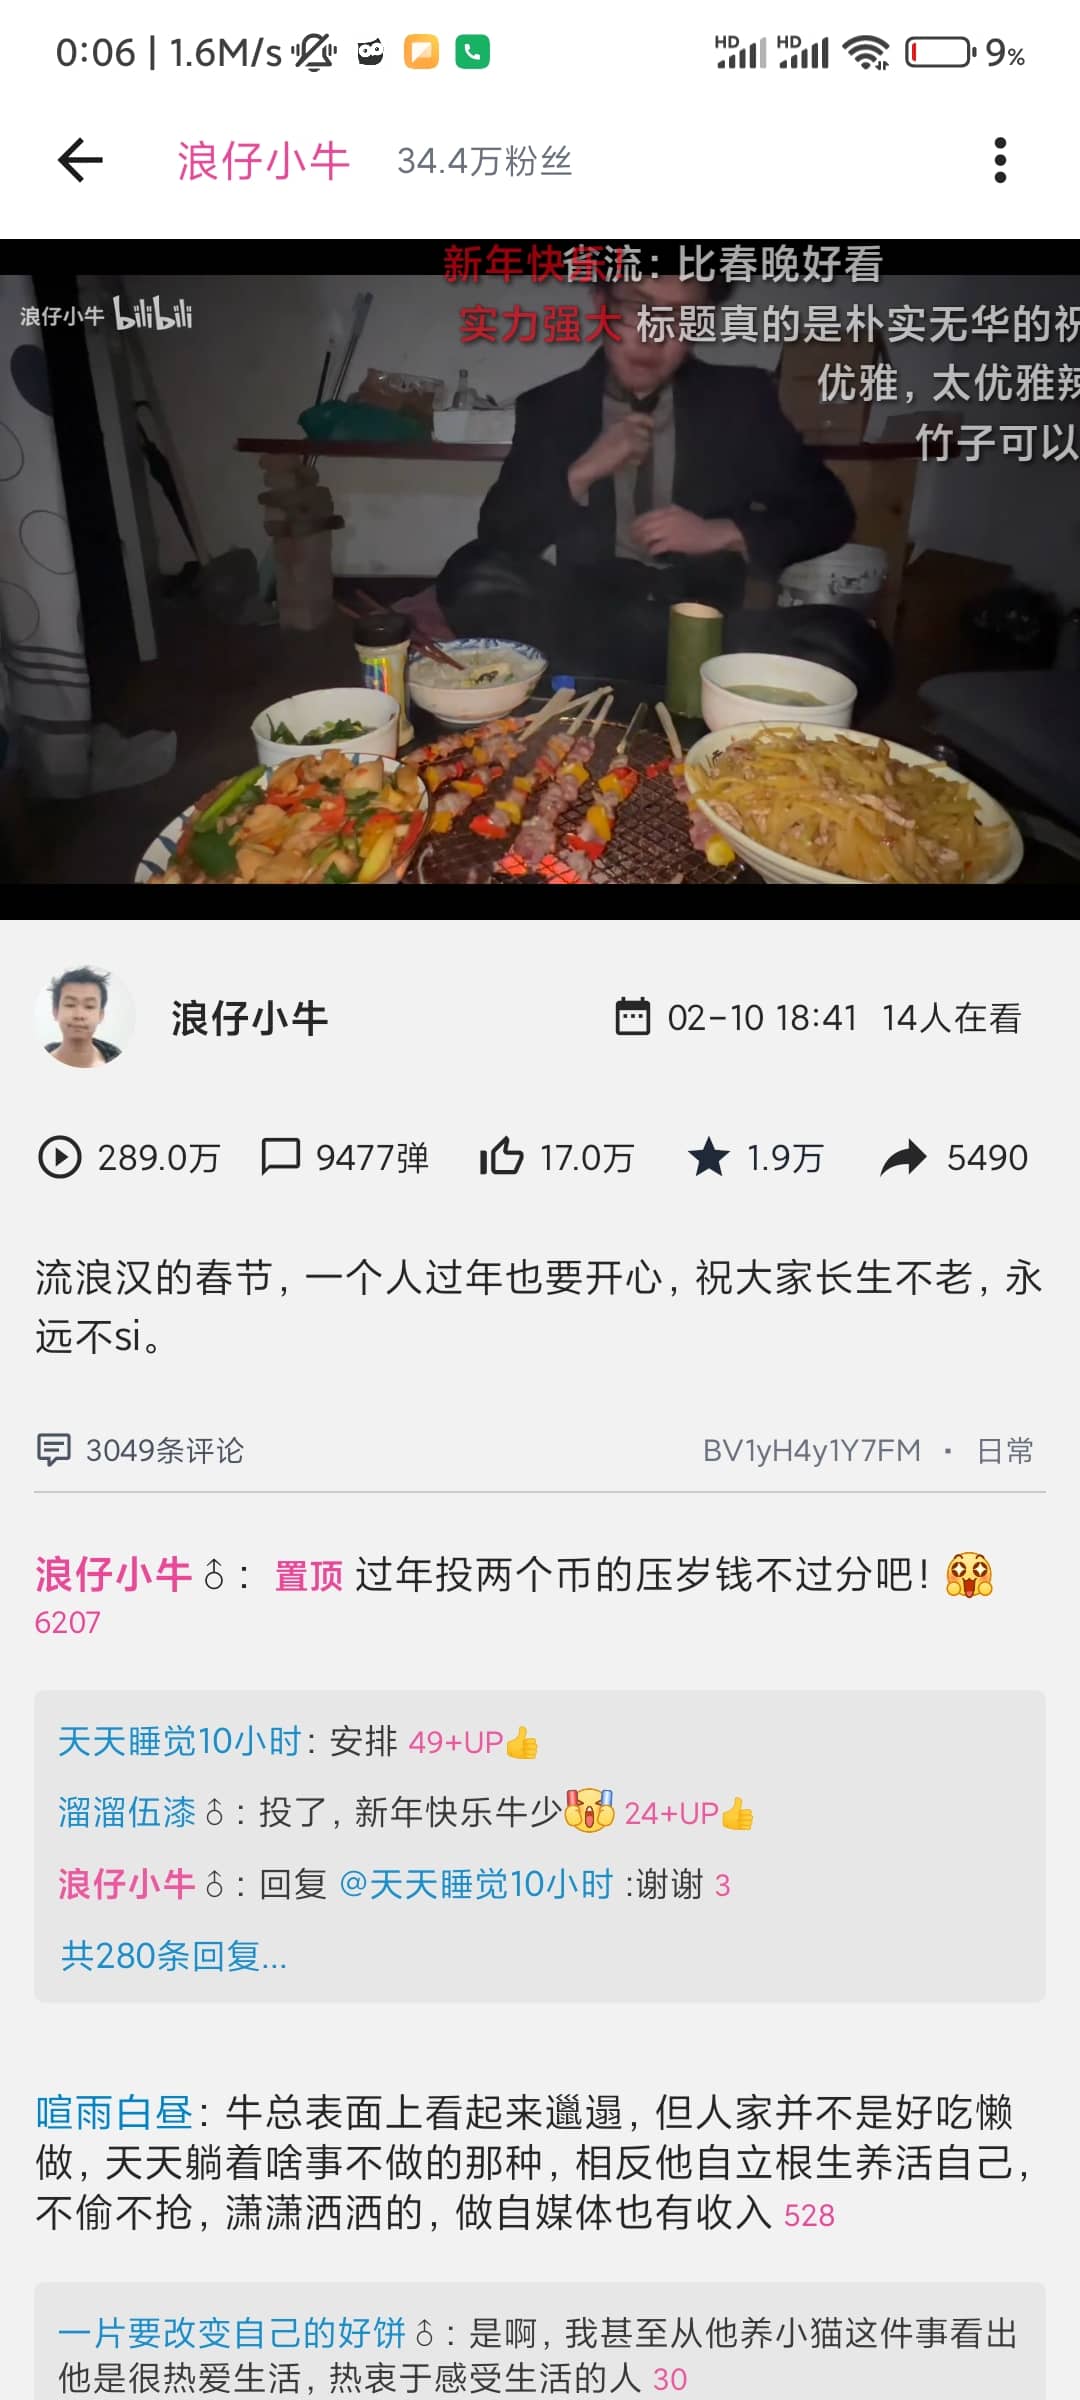 0:06 | 1.6M/s
HD HD 9%
浪仔小牛 34.4万粉丝
新年快乐! 省流：比春晚好看
浪仔小牛 bilibili
实力强大 标题真的是朴实无华的祝
优雅，太优雅辣
竹子可以
浪仔小牛 02-10 18:41 14人在看
289.0万 9477弹 17.0万 1.9万 5490
流浪汉的春节，一个人过年也要开心，祝大家长生不老，永
远不si。
3049条评论 BV1yH4y1Y7FM · 日常
浪仔小牛♂： 置顶 过年投两个币的压岁钱不过分吧！🤗
6207
天天睡觉10小时：安排 49+UP👍
溜溜伍漆♂：投了，新年快乐牛少 24+UP👍
浪仔小牛♂：回复 @天天睡觉10小时 :谢谢 3
共280条回复...
喧雨白昼：牛总表面上看起来邋遢，但人家并不是好吃懒
做，天天躺着啥事不做的那种，相反他自立根生养活自己，
不偷不抢，潇潇洒洒的，做自媒体也有收入 528
一片要改变自己的好饼♂：是啊，我甚至从他养小猫这件事看出
他是很热爱生活，热衷于感受生活的人 30